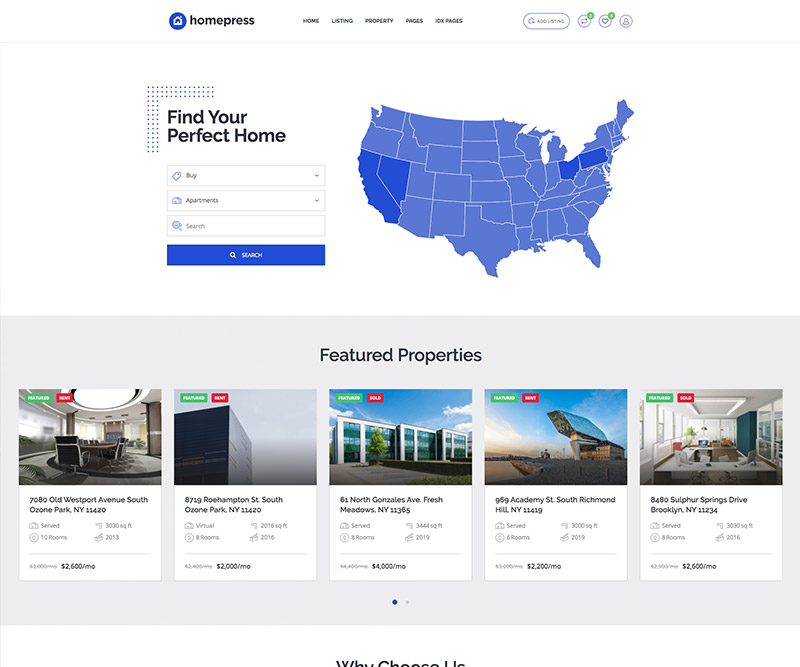 homepress
HOME LISTING PROPERTY PAGES IDX PAGES
ADD LISTING
Find Your
Perfect Home
Buy
Apartments
Search
SEARCH
Featured Properties
FEATURED RENT
7080 Old Westport Avenue South
Ozone Park, NY 11420
Served 3030 sq ft
10 Rooms 2013
$3,000/mo $2,600/mo
FEATURED RENT
8719 Roehampton St. South
Ozone Park, NY 11420
Virtual 2016 sq ft
8 Rooms 2016
$2,400/mo $2,000/mo
FEATURED SOLD
61 North Gonzales Ave. Fresh
Meadows, NY 11365
Served 3444 sq ft
8 Rooms 2019
$4,400/mo $4,000/mo
FEATURED RENT
969 Academy St. South Richmond
Hill, NY 11419
Served 3000 sq ft
6 Rooms 2019
$3,000/mo $2,200/mo
FEATURED SOLD
8480 Sulphur Springs Drive
Brooklyn, NY 11234
Served 3030 sq ft
8 Rooms 2016
$2,900/mo $2,600/mo
Why Choose Us